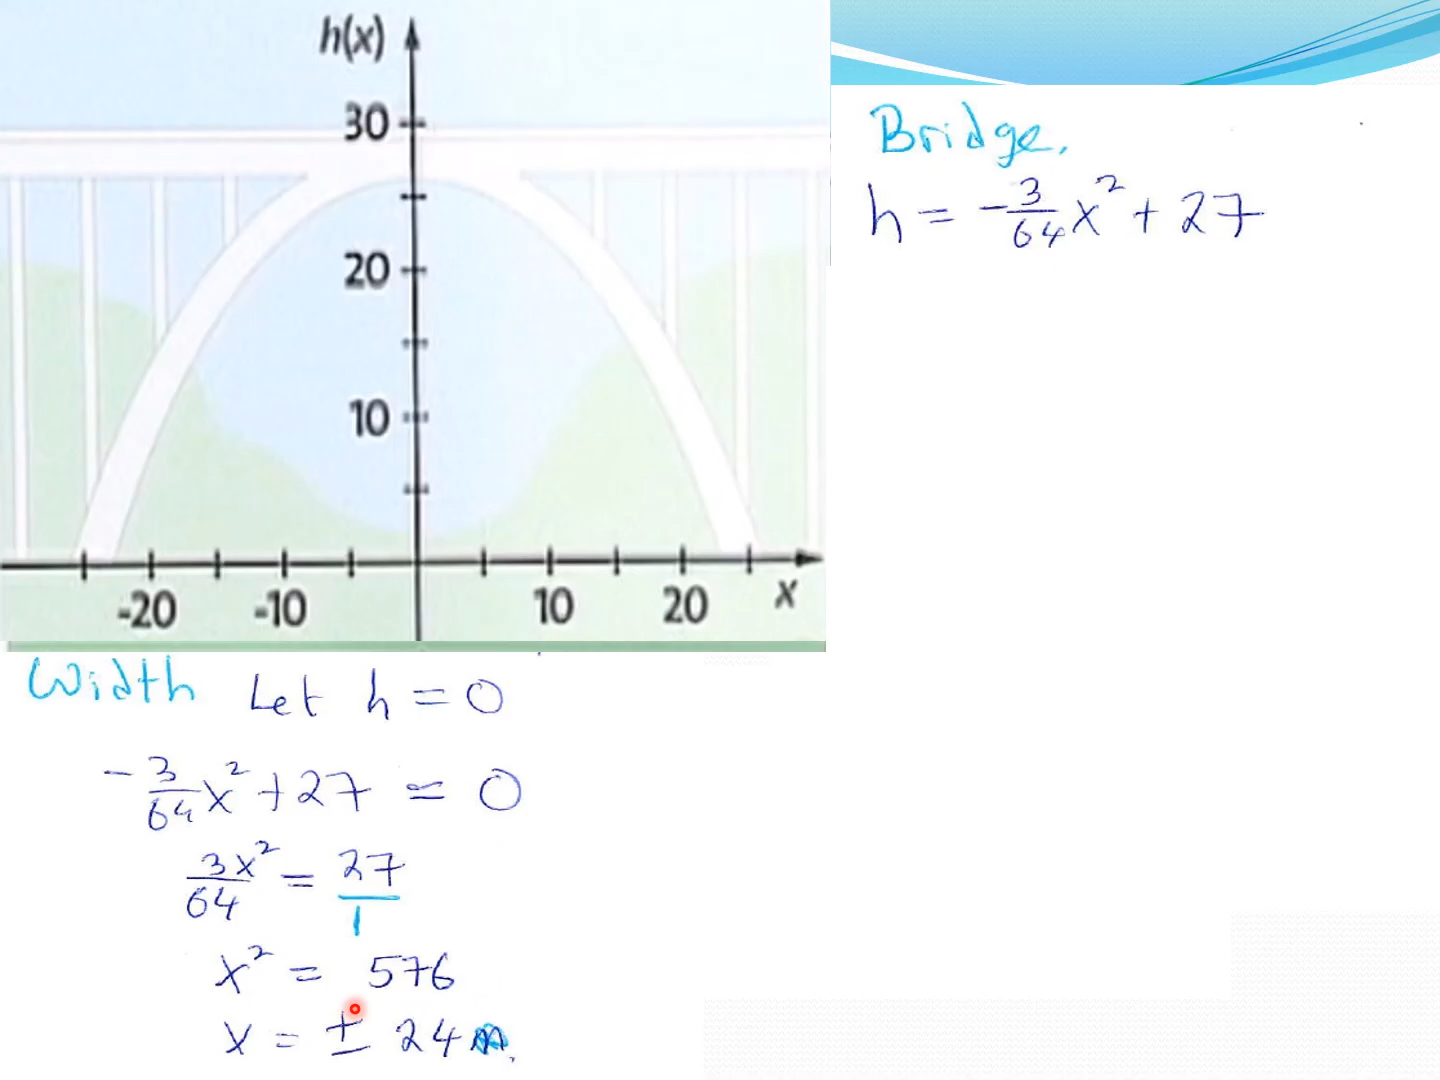 h(x)
30
20
10
-20 -10 10 20 x
Bridge.
h = -3/64 x² + 27
Width Let h = 0
-3/64 x² + 27 = 0
3x²/64 = 27/1
x² = 576
x = ± 24 m.